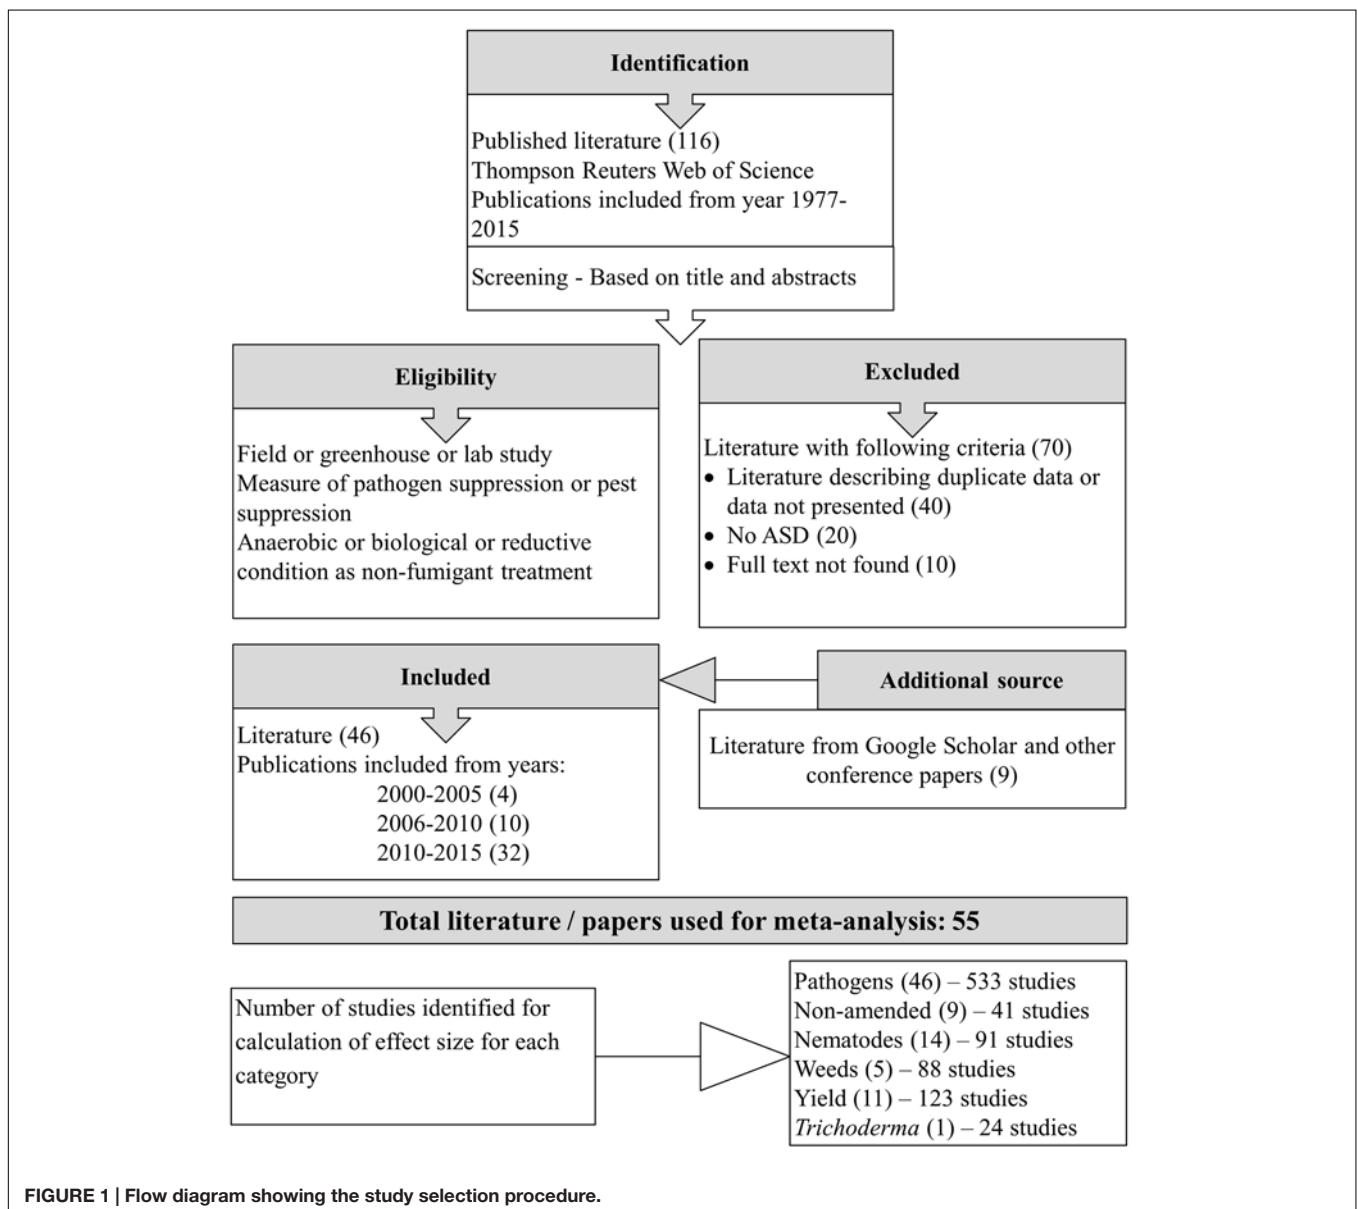 Identification
Published literature (116)
Thompson Reuters Web of Science
Publications included from year 1977-
2015
Screening - Based on title and abstracts
Eligibility
Field or greenhouse or lab study
Measure of pathogen suppression or pest
suppression
Anaerobic or biological or reductive
condition as non-fumigant treatment
Excluded
Literature with following criteria (70)
• Literature describing duplicate data or
data not presented (40)
• No ASD (20)
• Full text not found (10)
Included
Literature (46)
Publications included from years:
2000-2005 (4)
2006-2010 (10)
2010-2015 (32)
Additional source
Literature from Google Scholar and other
conference papers (9)
Total literature / papers used for meta-analysis: 55
Number of studies identified for
calculation of effect size for each
category
Pathogens (46) – 533 studies
Non-amended (9) – 41 studies
Nematodes (14) – 91 studies
Weeds (5) – 88 studies
Yield (11) – 123 studies
Trichoderma (1) – 24 studies
FIGURE 1 | Flow diagram showing the study selection procedure.